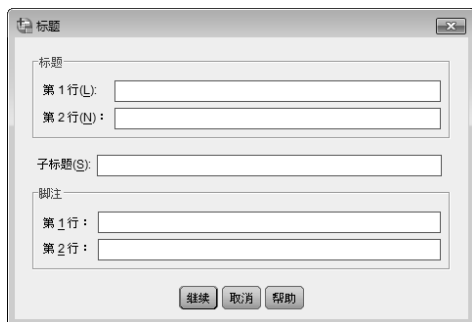 标题
标题
第 1 行(L):
第 2 行(N)：
子标题(S):
脚注
第 1 行：
第 2 行：
继续 取消 帮助